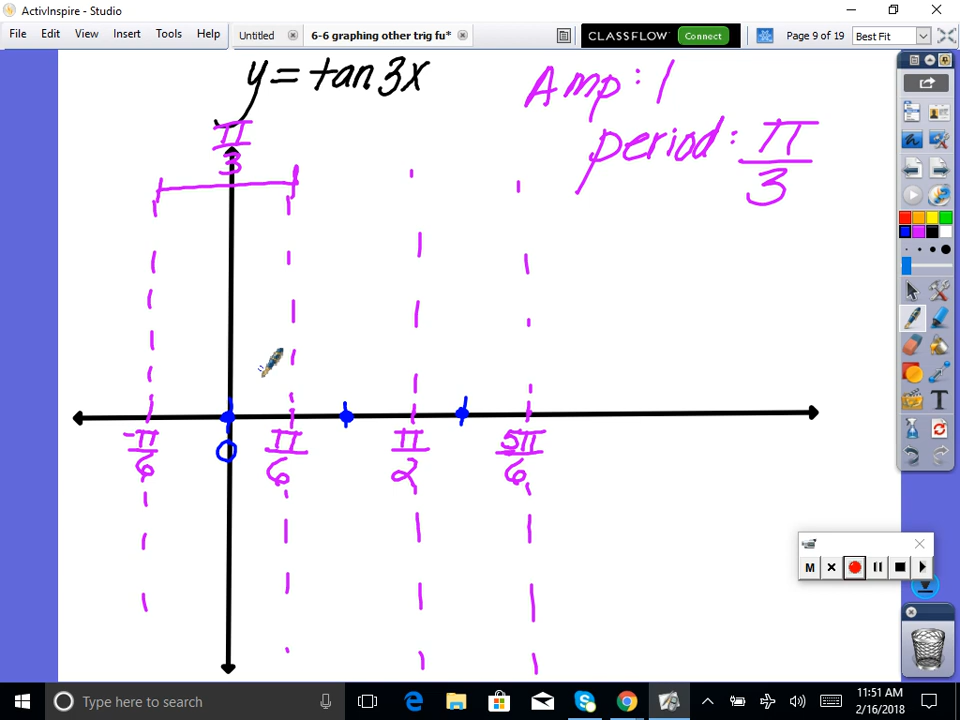 ActivInspire - Studio
File Edit View Insert Tools Help Untitled 6-6 graphing other trig fu* CLASSFLOW Connect Page 9 of 19 Best Fit
y = tan 3x
Amp: 1
period: π/3
π/3
-π/6 0 π/6 π/2 5π/6
M
Type here to search
11:51 AM
2/16/2018